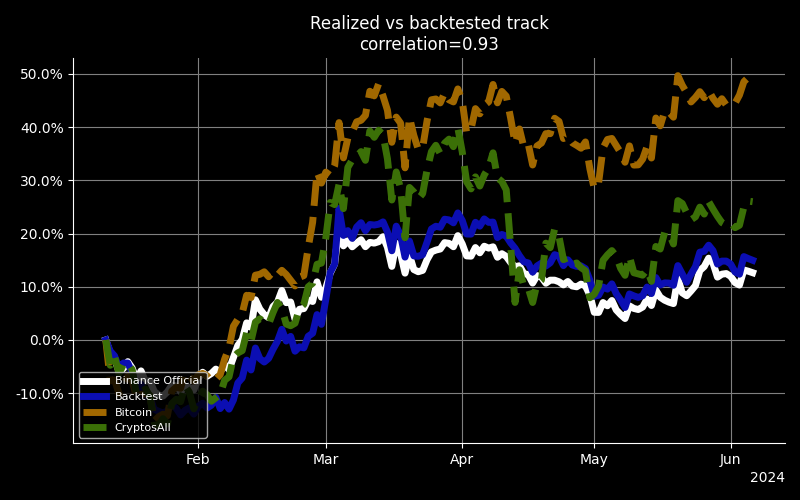 Realized vs backtested track
correlation=0.93
50.0%
40.0%
30.0%
20.0%
10.0%
0.0%
-10.0%
Binance Official
Backtest
Bitcoin
CryptosAll
Feb
Mar
Apr
May
Jun
2024